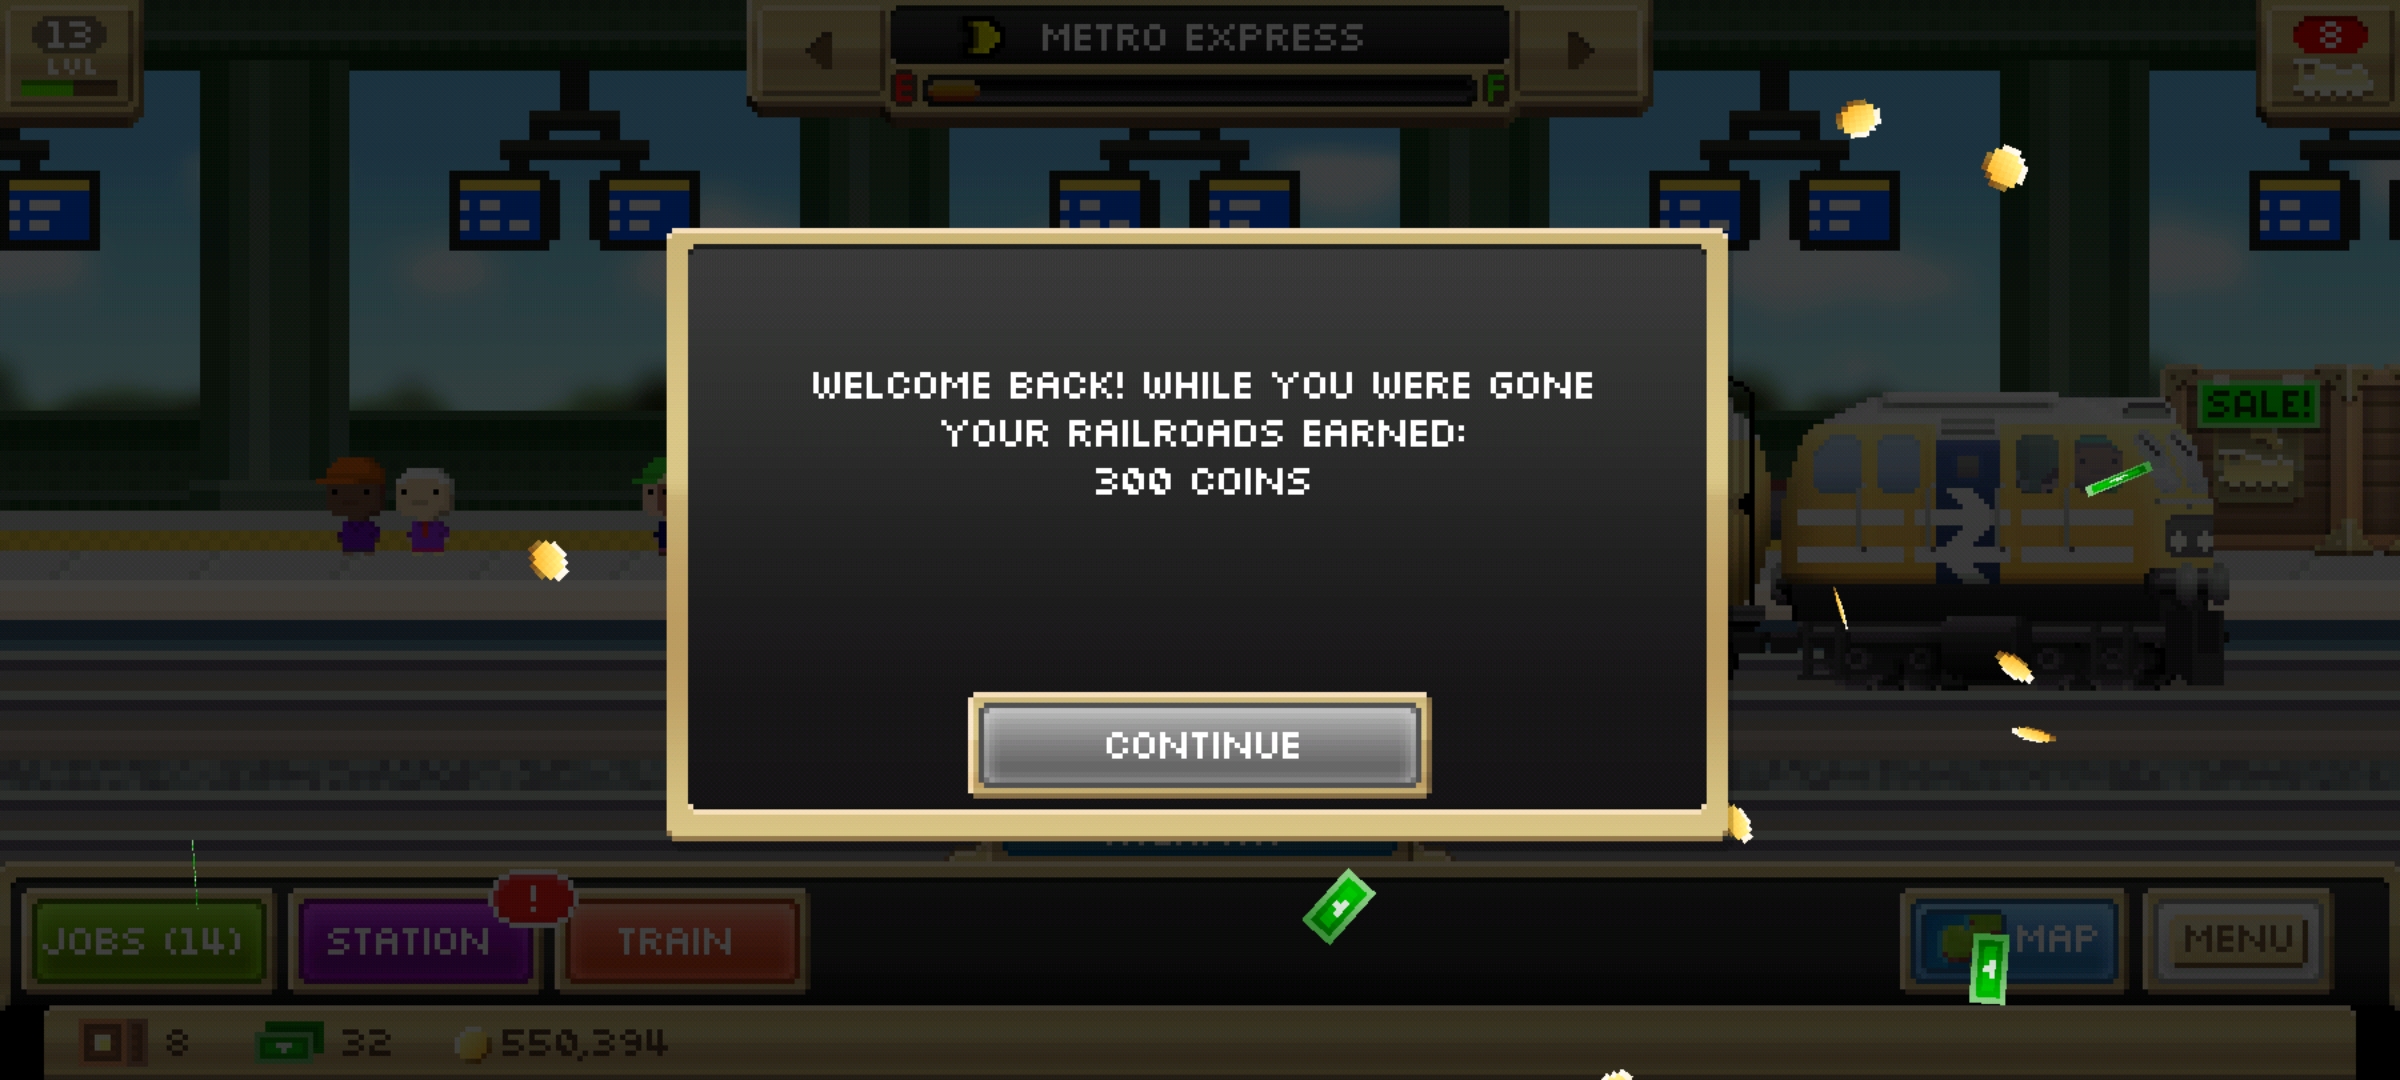 13
LVL
METRO EXPRESS
E F
8
SALE!
WELCOME BACK! WHILE YOU WERE GONE
YOUR RAILROADS EARNED:
300 COINS
CONTINUE
JOBS (14)
STATION
!
TRAIN
MAP
MENU
8 32 550,394